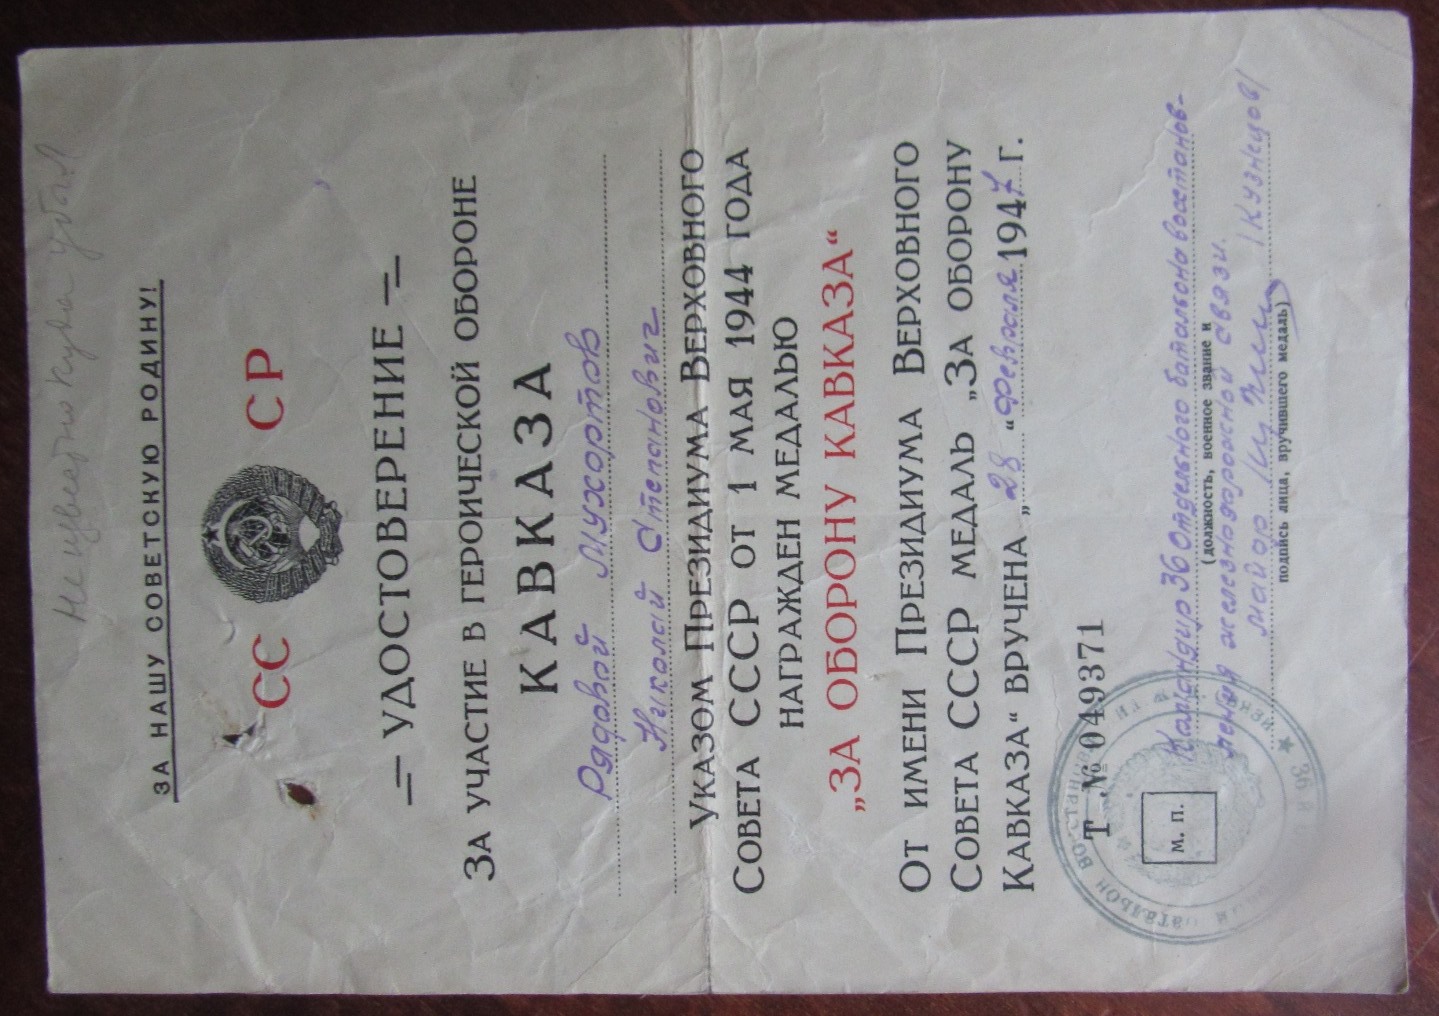 Неизвестно куда убыл
ЗА НАШУ СОВЕТСКУЮ РОДИНУ!
СС СР
УДОСТОВЕРЕНИЕ
ЗА УЧАСТИЕ В ГЕРОИЧЕСКОЙ ОБОРОНЕ
КАВКАЗА
Рядовой Мухортов
Николай Степанович
УКАЗОМ ПРЕЗИДИУМА ВЕРХОВНОГО
СОВЕТА СССР ОТ 1 МАЯ 1944 ГОДА
НАГРАЖДЕН МЕДАЛЬЮ
„ЗА ОБОРОНУ КАВКАЗА“
ОТ ИМЕНИ ПРЕЗИДИУМА ВЕРХОВНОГО
СОВЕТА СССР МЕДАЛЬ „ЗА ОБОРОНУ
КАВКАЗА“ ВРУЧЕНА „28“ февраля 1947 г.
Т № 049371
М. П.
Командир 36 Отдельного батальона восстанов-
(должность, военное звание и
ления железнодорожной связи.
майор /Кузнецов/
подпись лица, вручившего медаль)